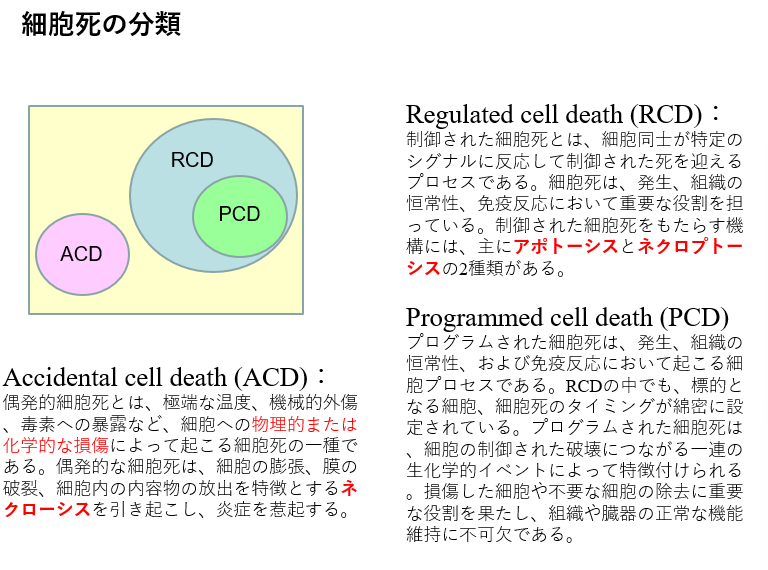 細胞死の分類
RCD
PCD
ACD
Accidental cell death (ACD)：
偶発的細胞死とは、極端な温度、機械的外傷
、毒素への暴露など、細胞への物理的または
化学的な損傷によって起こる細胞死の一種で
ある。偶発的な細胞死は、細胞の膨張、膜の
破裂、細胞内の内容物の放出を特徴とするネ
クローシスを引き起こし、炎症を惹起する。
Regulated cell death (RCD)：
制御された細胞死とは、細胞同士が特定の
シグナルに反応して制御された死を迎える
プロセスである。細胞死は、発生、組織の
恒常性、免疫反応において重要な役割を担
っている。制御された細胞死をもたらす機
構には、主にアポトーシスとネクロプトー
シスの2種類がある。
Programmed cell death (PCD)
プログラムされた細胞死は、発生、組織の
恒常性、および免疫反応において起こる細
胞プロセスである。RCDの中でも、標的と
なる細胞、細胞死のタイミングが綿密に設
定されている。プログラムされた細胞死は
、細胞の制御された破壊につながる一連の
生化学的イベントによって特徴付けられる
。損傷した細胞や不要な細胞の除去に重要
な役割を果たし、組織や臓器の正常な機能
維持に不可欠である。